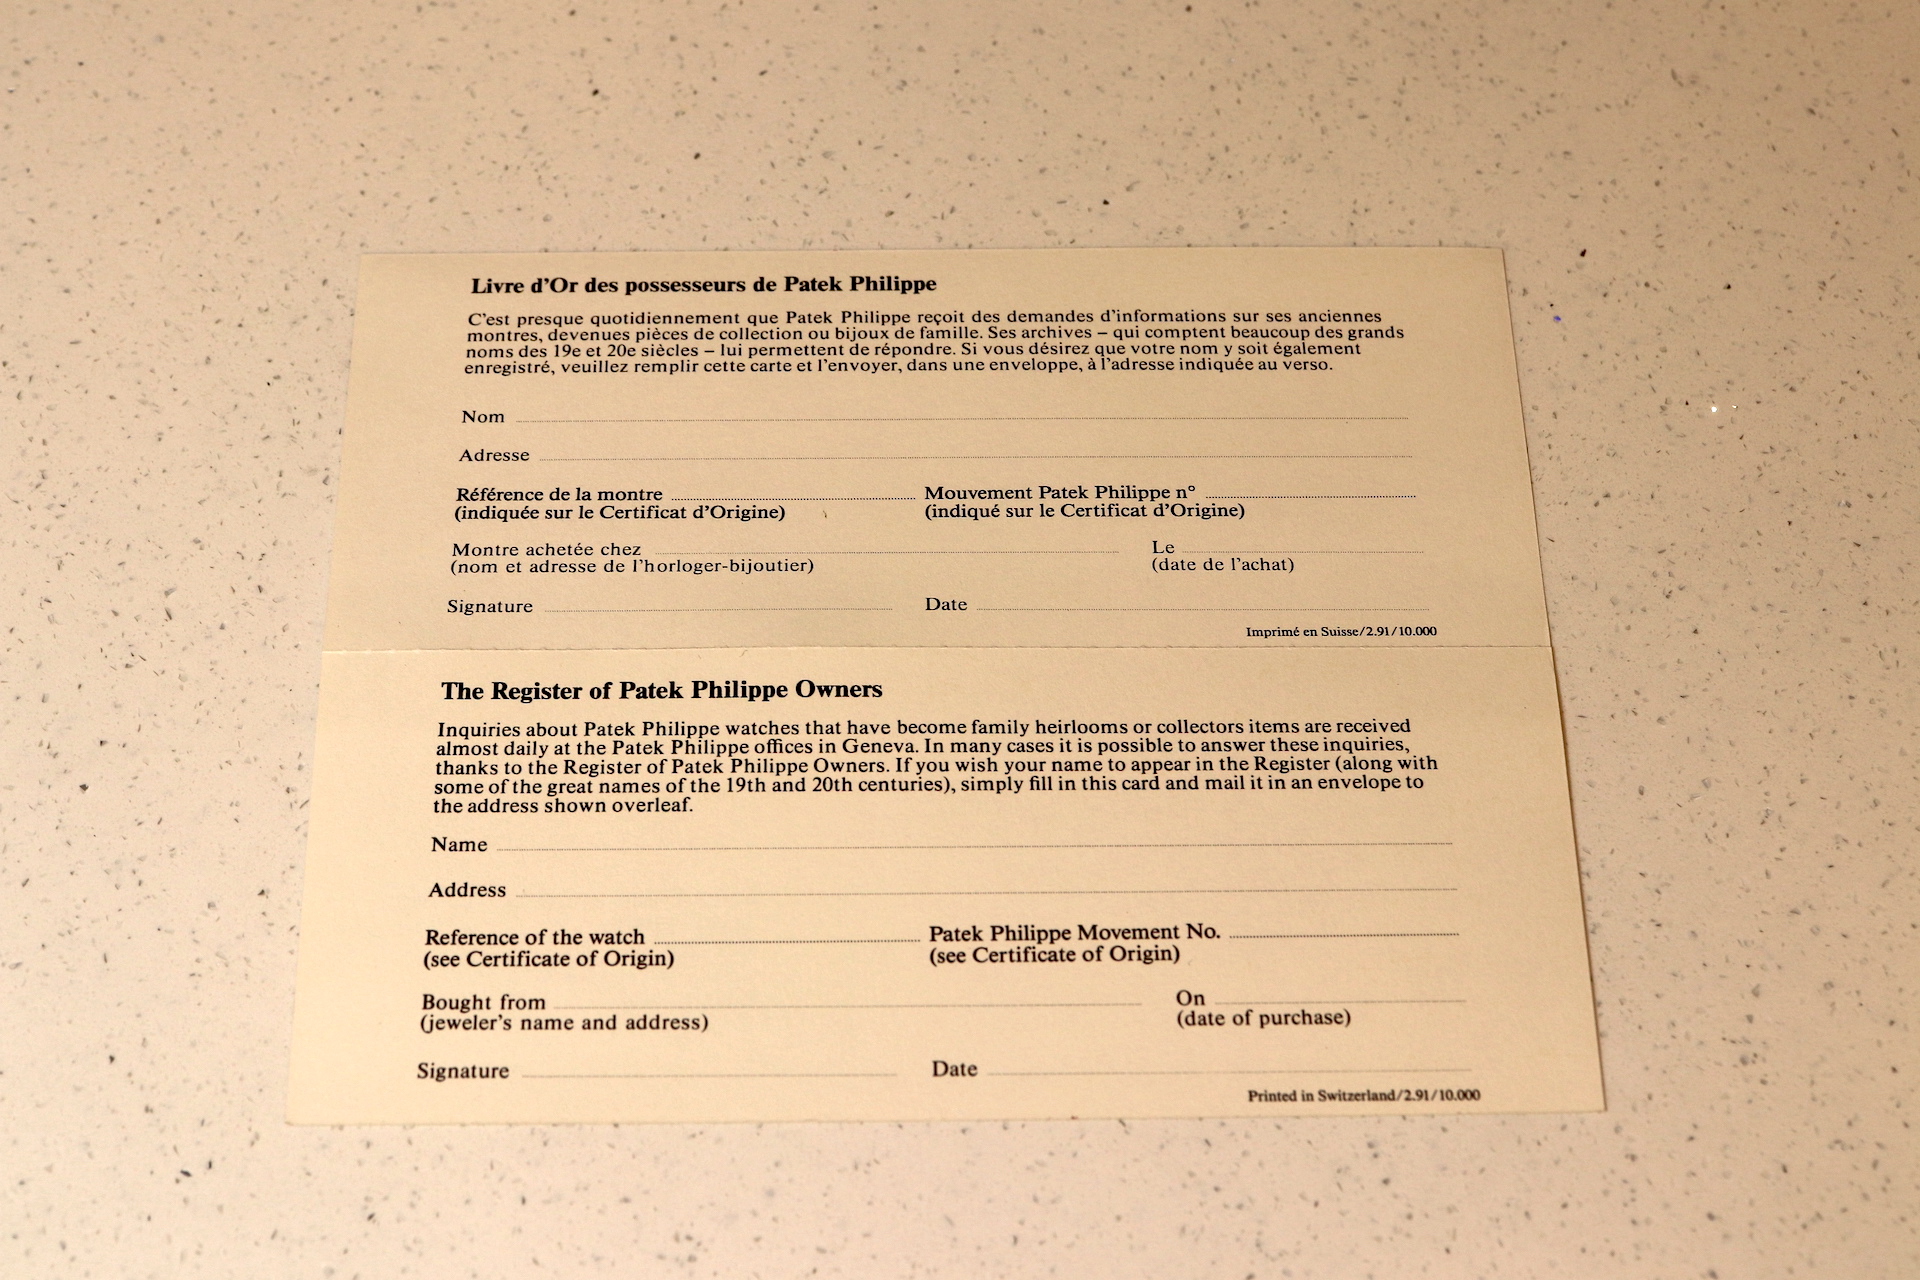 Livre d'Or des possesseurs de Patek Philippe
C'est presque quotidiennement que Patek Philippe reçoit des demandes d'informations sur ses anciennes
montres, devenues pièces de collection ou bijoux de famille. Ses archives – qui comptent beaucoup des grands
noms des 19e et 20e siècles – lui permettent de répondre. Si vous désirez que votre nom y soit également
enregistré, veuillez remplir cette carte et l'envoyer, dans une enveloppe, à l'adresse indiquée au verso.
Nom
Adresse
Référence de la montre Mouvement Patek Philippe n°
(indiquée sur le Certificat d'Origine) (indiqué sur le Certificat d'Origine)
Montre achetée chez Le
(nom et adresse de l'horloger-bijoutier) (date de l'achat)
Signature Date
Imprimé en Suisse/2.91/10.000
The Register of Patek Philippe Owners
Inquiries about Patek Philippe watches that have become family heirlooms or collectors items are received
almost daily at the Patek Philippe offices in Geneva. In many cases it is possible to answer these inquiries,
thanks to the Register of Patek Philippe Owners. If you wish your name to appear in the Register (along with
some of the great names of the 19th and 20th centuries), simply fill in this card and mail it in an envelope to
the address shown overleaf.
Name
Address
Reference of the watch Patek Philippe Movement No.
(see Certificate of Origin) (see Certificate of Origin)
Bought from On
(jeweler's name and address) (date of purchase)
Signature Date
Printed in Switzerland/2.91/10.000